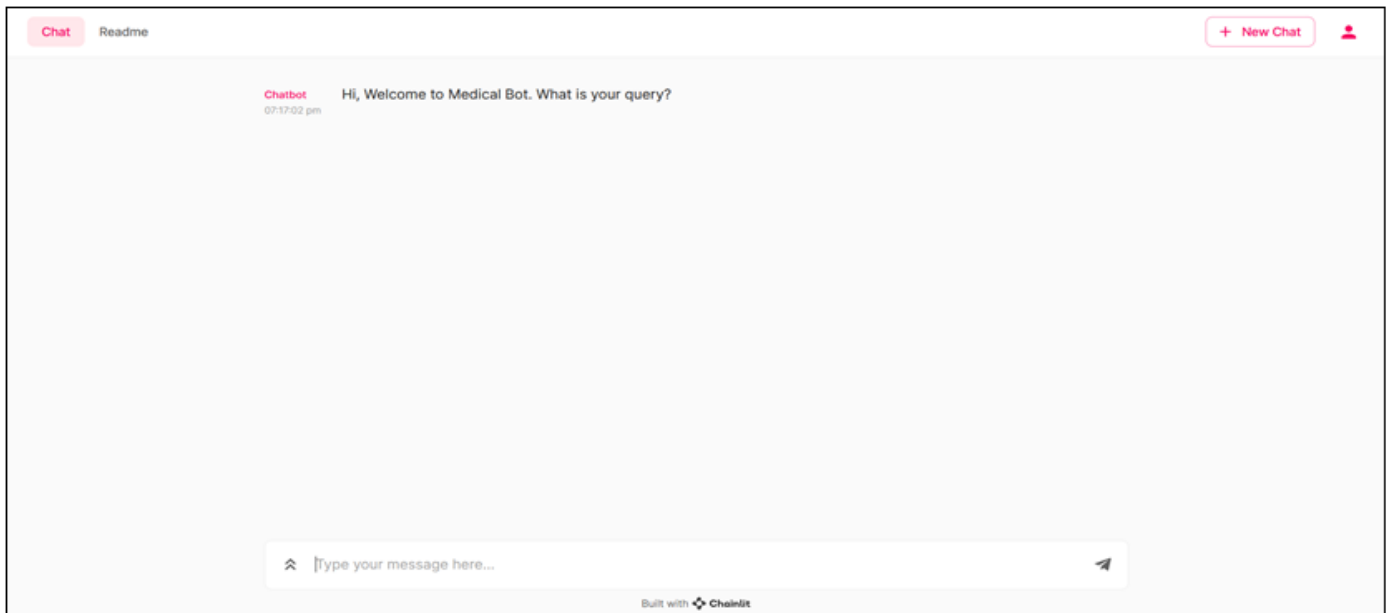 Chat Readme + New Chat
Chatbot Hi, Welcome to Medical Bot. What is your query?
07:17:02 pm
Type your message here...
Built with Chainlit